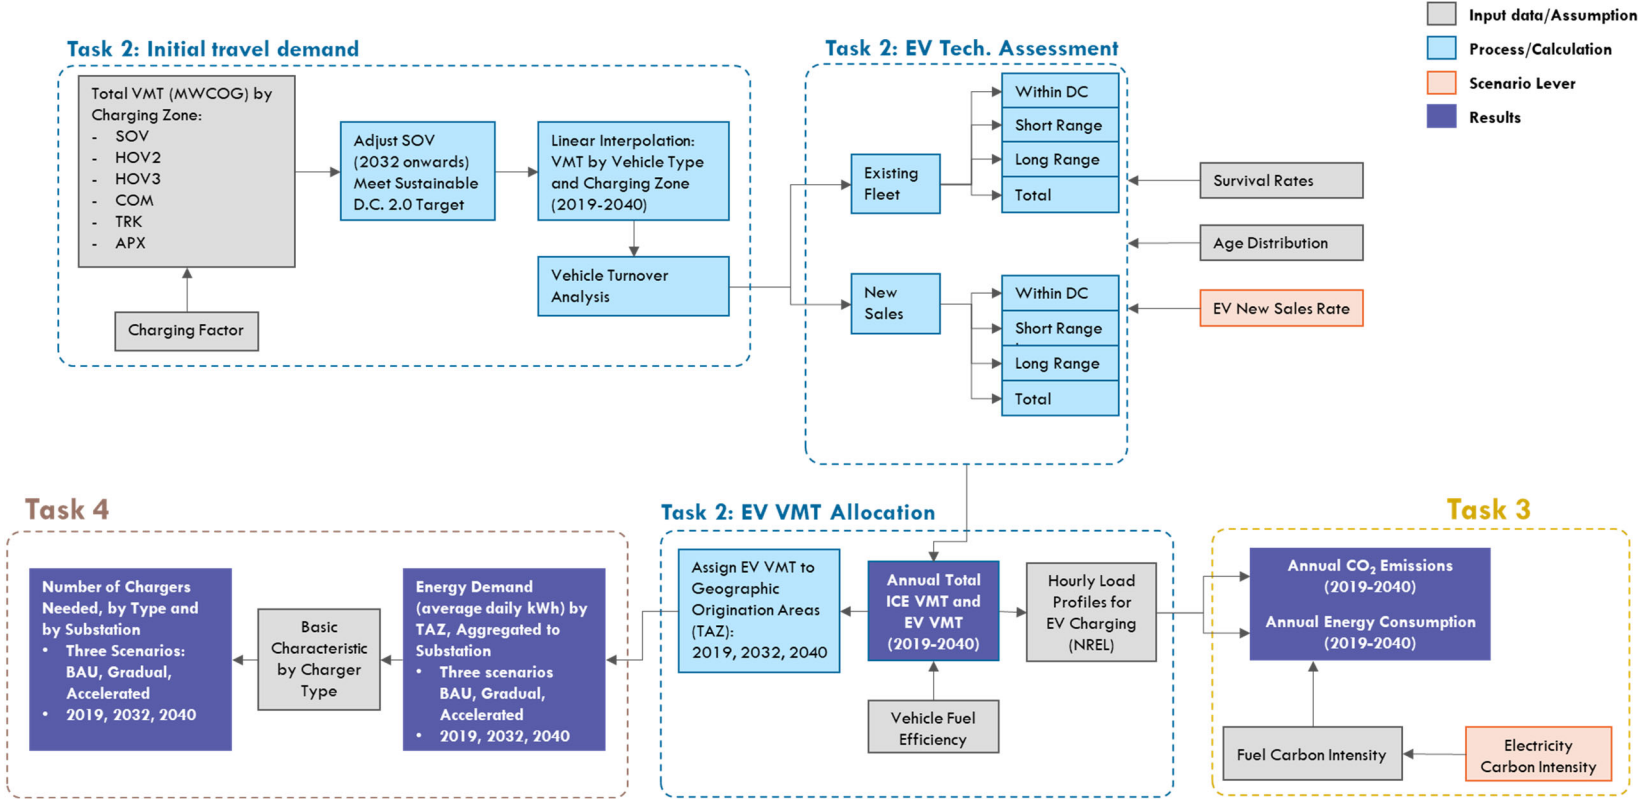 Input data/Assumption
Process/Calculation
Scenario Lever
Results
Task 2: Initial travel demand
Total VMT (MWCOG) by
Charging Zone:
- SOV
- HOV2
- HOV3
- COM
- TRK
- APX
Charging Factor
Adjust SOV
(2032 onwards)
Meet Sustainable
D.C. 2.0 Target
Linear Interpolation:
VMT by Vehicle Type
and Charging Zone
(2019-2040)
Vehicle Turnover
Analysis
Task 2: EV Tech. Assessment
Existing
Fleet
Within DC
Short Range
Long Range
Total
New
Sales
Within DC
Short Range
Long Range
Total
Survival Rates
Age Distribution
EV New Sales Rate
Task 4
Number of Chargers
Needed, by Type and
by Substation
• Three Scenarios:
BAU, Gradual,
Accelerated
• 2019, 2032, 2040
Basic
Characteristic
by Charger
Type
Energy Demand
(average daily kWh) by
TAZ, Aggregated to
Substation
• Three scenarios
BAU, Gradual,
Accelerated
• 2019, 2032, 2040
Task 2: EV VMT Allocation
Assign EV VMT to
Geographic
Origination Areas
(TAZ):
2019, 2032, 2040
Annual Total
ICE VMT and
EV VMT
(2019-2040)
Hourly Load
Profiles for
EV Charging
(NREL)
Vehicle Fuel
Efficiency
Task 3
Annual CO₂ Emissions
(2019-2040)
Annual Energy Consumption
(2019-2040)
Fuel Carbon Intensity
Electricity
Carbon Intensity